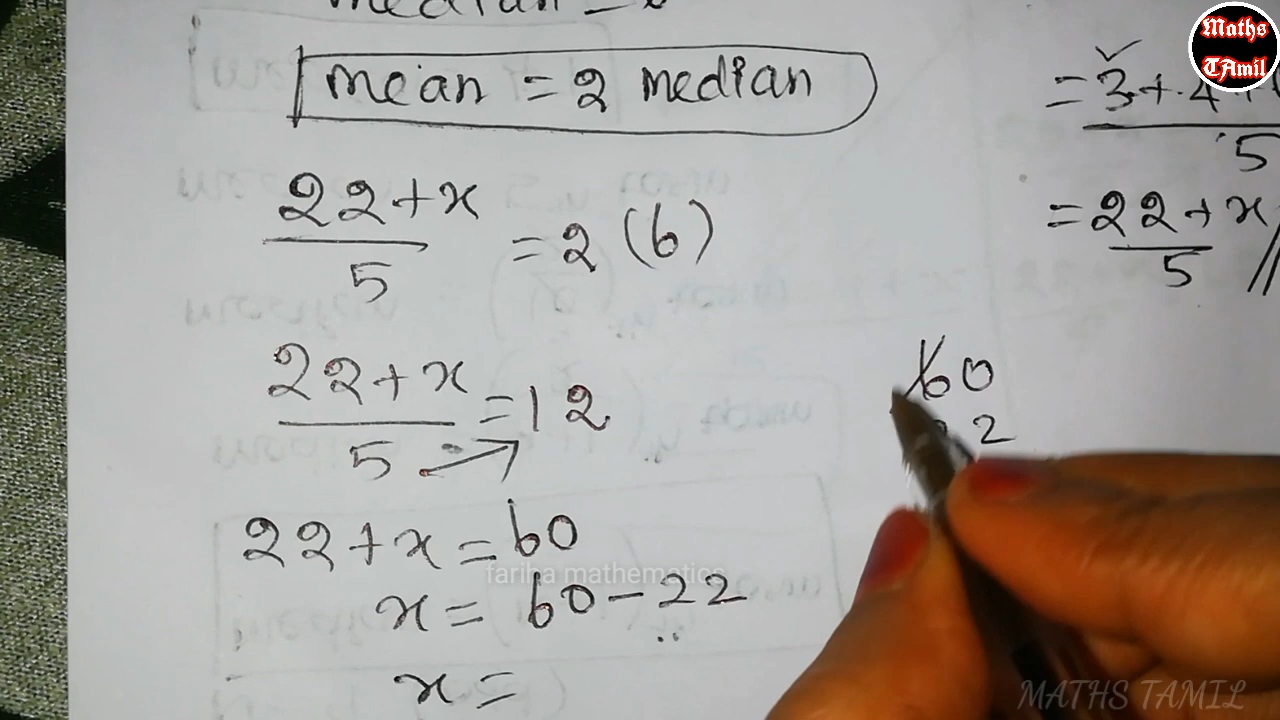 median =
mean = 2 median
22+x
5
= 2 (6)
22+x
5
= 12
22+x = 60
x = 60-22
x =
= 3+4+
5
= 22+x
5
60
2
Maths
TAmil
fariha mathematics
MATHS TAMIL